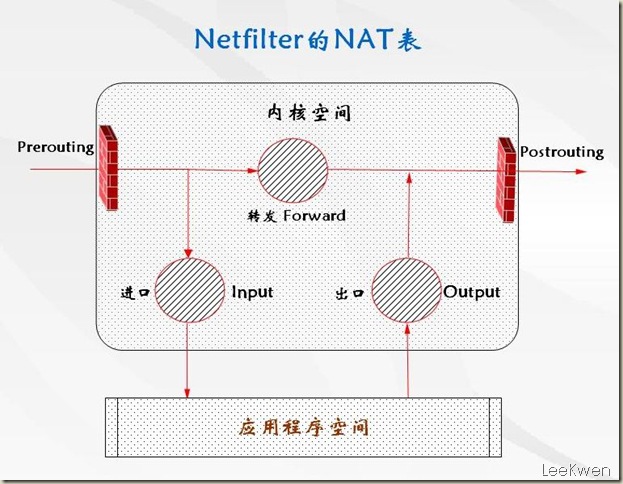 Netfilter的NAT表
内核空间
Prerouting
Postrouting
转发 Forward
进口 Input
出口 Output
应用程序空间
LeeKwen